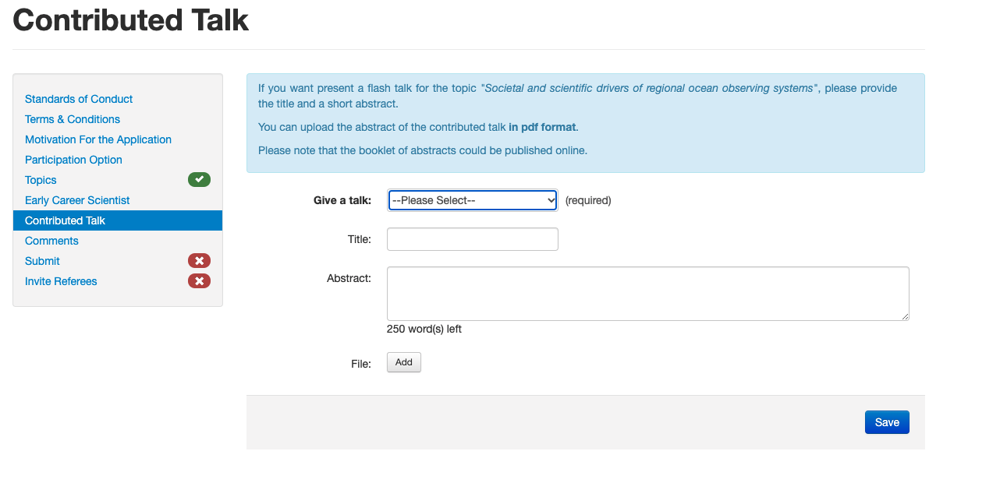 Contributed Talk
Standards of Conduct
Terms & Conditions
Motivation For the Application
Participation Option
Topics
Early Career Scientist
Contributed Talk
Comments
Submit
Invite Referees
If you want present a flash talk for the topic "Societal and scientific drivers of regional ocean observing systems", please provide
the title and a short abstract.
You can upload the abstract of the contributed talk in pdf format.
Please note that the booklet of abstracts could be published online.
Give a talk: --Please Select-- (required)
Title:
Abstract:
250 word(s) left
File: Add
Save